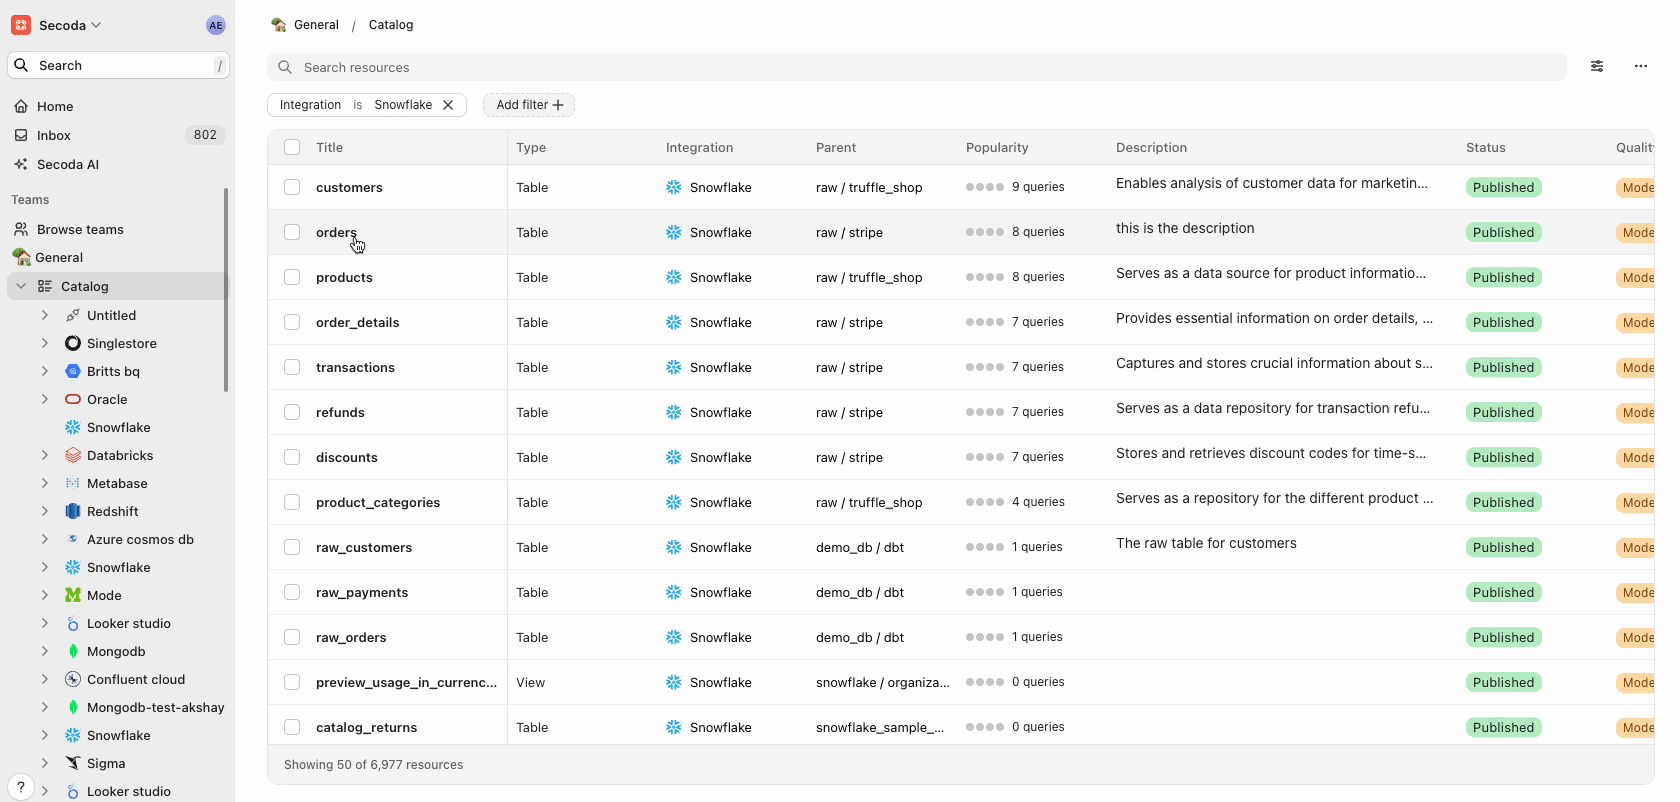 Secoda
AE
Search /
Home
Inbox 802
Secoda AI
Teams
Browse teams
General
Catalog
Untitled
Singlestore
Britts bq
Oracle
Snowflake
Databricks
Metabase
Redshift
Azure cosmos db
Snowflake
Mode
Looker studio
Mongodb
Confluent cloud
Mongodb-test-akshay
Snowflake
Sigma
Looker studio
?
General / Catalog
Search resources
Integration is Snowflake
Add filter
Title Type Integration Parent Popularity Description Status Quality
customers Table Snowflake raw / truffle_shop 9 queries Enables analysis of customer data for marketin... Published Mode
orders Table Snowflake raw / stripe 8 queries this is the description Published Mode
products Table Snowflake raw / truffle_shop 8 queries Serves as a data source for product informatio... Published Mode
order_details Table Snowflake raw / stripe 7 queries Provides essential information on order details, ... Published Mode
transactions Table Snowflake raw / stripe 7 queries Captures and stores crucial information about s... Published Mode
refunds Table Snowflake raw / stripe 7 queries Serves as a data repository for transaction refu... Published Mode
discounts Table Snowflake raw / stripe 7 queries Stores and retrieves discount codes for time-s... Published Mode
product_categories Table Snowflake raw / truffle_shop 4 queries Serves as a repository for the different product ... Published Mode
raw_customers Table Snowflake demo_db / dbt 1 queries The raw table for customers Published Mode
raw_payments Table Snowflake demo_db / dbt 1 queries Published Mode
raw_orders Table Snowflake demo_db / dbt 1 queries Published Mode
preview_usage_in_currenc... View Snowflake snowflake / organiza... 0 queries Published Mode
catalog_returns Table Snowflake snowflake_sample_... 0 queries Published Mode
Showing 50 of 6,977 resources